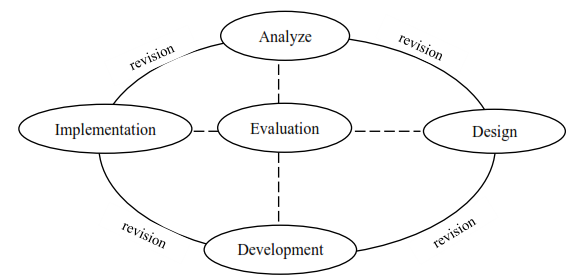 Analyze
revision
revision
Implementation
Evaluation
Design
revision
revision
Development